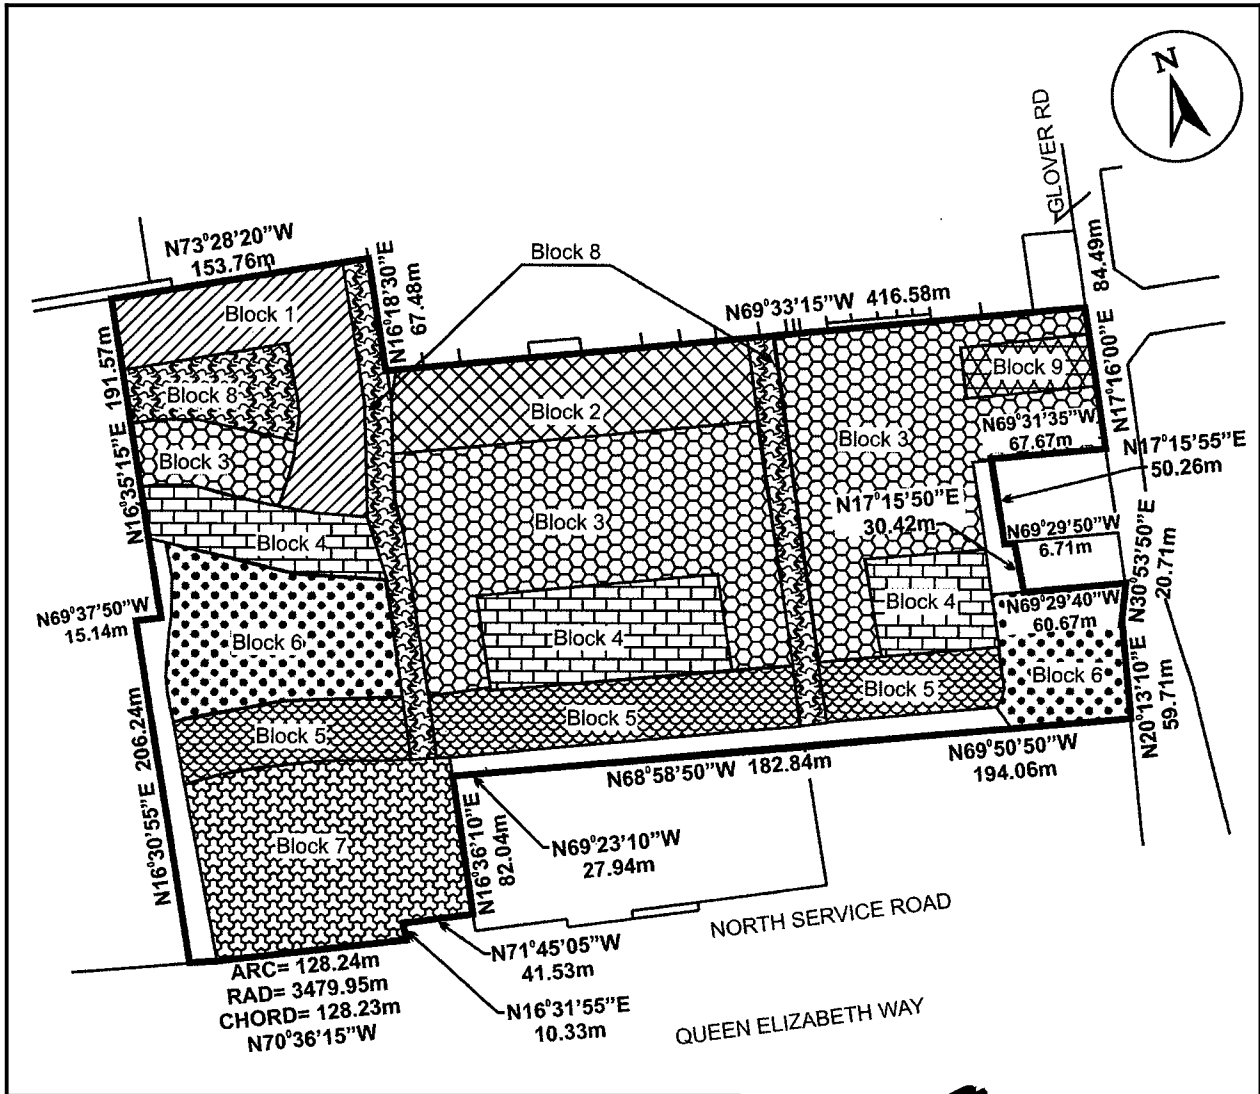 N
GLOVER RD
84.49m
N17°16'00"E
N73°28'20"W
153.76m
N16°18'30"E
67.48m
Block 8
N69°33'15"W 416.58m
Block 1
N16°35'15"E 191.57m
Block 8
Block 3
Block 4
Block 2
Block 3
Block 9
N69°31'35"W
67.67m
N17°15'55"E
50.26m
Block 3
N17°15'50"E
30.42m
N69°29'50"W
6.71m
N30°53'50"E
20.71m
N69°37'50"W
15.14m
Block 6
Block 4
Block 4
N69°29'40"W
60.67m
Block 6
N20°13'10"E
59.71m
Block 5
Block 5
Block 5
N69°50'50"W
194.06m
N68°58'50"W 182.84m
N16°30'55"E 206.24m
Block 7
N16°36'10"E
82.04m
N69°23'10"W
27.94m
NORTH SERVICE ROAD
N71°45'05"W
41.53m
ARC= 128.24m
RAD= 3479.95m
CHORD= 128.23m
N70°36'15"W
N16°31'55"E
10.33m
QUEEN ELIZABETH WAY